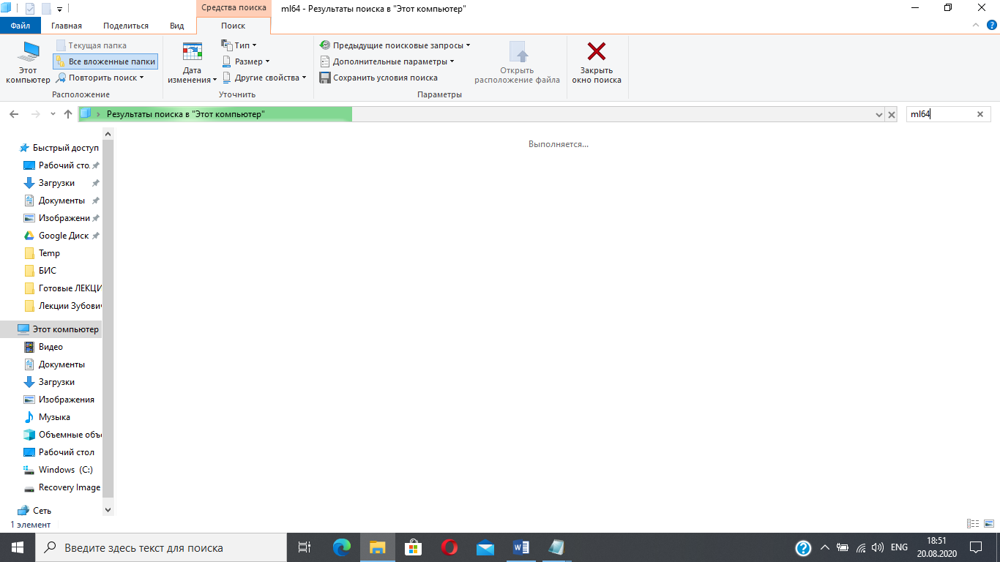 Средства поиска
ml64 - Результаты поиска в "Этот компьютер"
Файл
Главная
Поделиться
Вид
Поиск
Этот компьютер
Текущая папка
Все вложенные папки
Повторить поиск
Расположение
Дата изменения
Тип
Размер
Другие свойства
Уточнить
Предыдущие поисковые запросы
Дополнительные параметры
Сохранить условия поиска
Открыть расположение файла
Параметры
Закрыть окно поиска
Результаты поиска в "Этот компьютер"
ml64
Выполняется...
Быстрый доступ
Рабочий сто
Загрузки
Документы
Изображени
Google Диск
Temp
БИС
Готовые ЛЕКЦИ
Лекции Зубови
Этот компьютер
Видео
Документы
Загрузки
Изображения
Музыка
Объемные объ
Рабочий стол
Windows (C:)
Recovery Image
Сеть
1 элемент
Введите здесь текст для поиска
ENG
18:51
20.08.2020